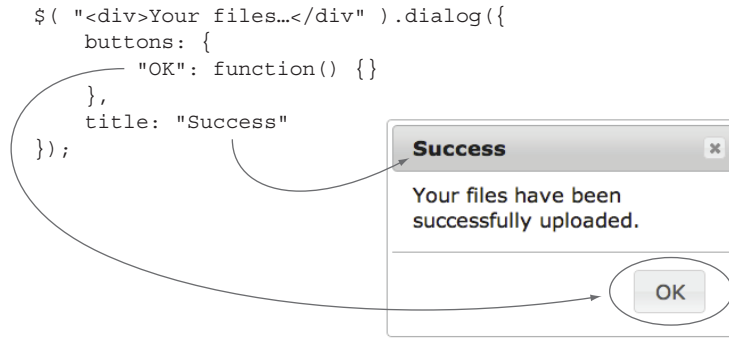 $( "<div>Your files…</div" ).dialog({
    buttons: {
        "OK": function() {}
    },
    title: "Success"
});
Success
Your files have been
successfully uploaded.
OK